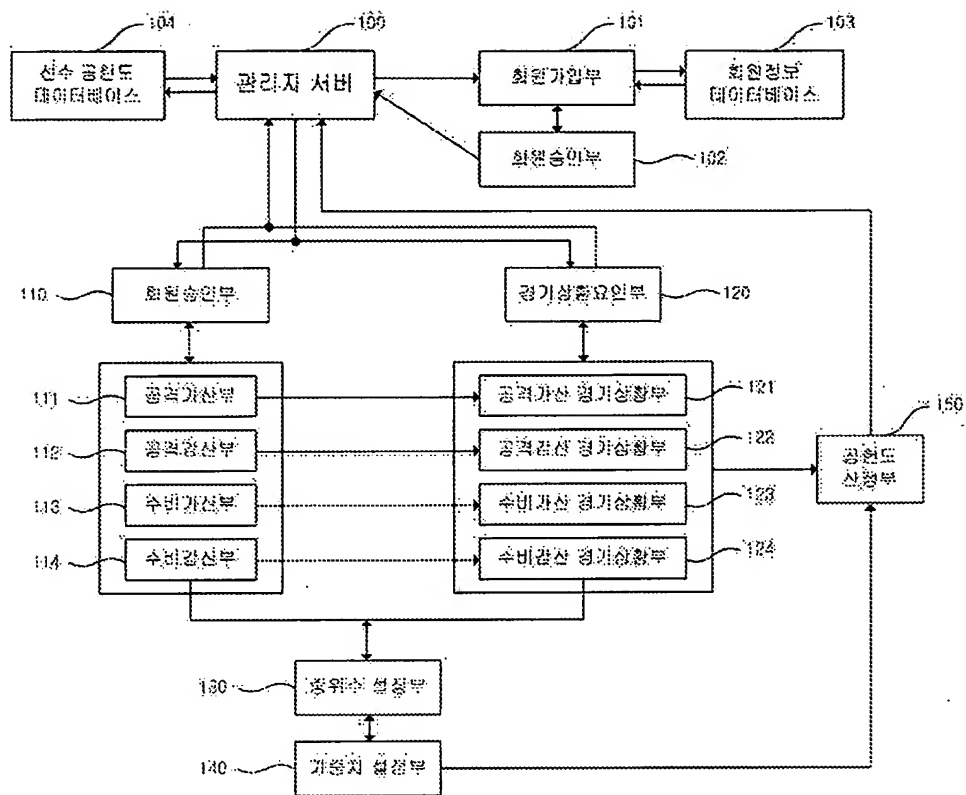 104
100
101
103
선수 공헌도
데이터베이스
관리자 서버
회원가입부
회원정보
데이터베이스
회원승인부
102
110
회원승인부
경기상황요인부
120
111
공격가산부
공격가산 경기상황부
121
112
공격감산부
공격감산 경기상황부
122
150
공헌도
산정부
113
수비가산부
수비가산 경기상황부
123
114
수비감산부
수비감산 경기상황부
124
130
설정부
140
가중치 설정부